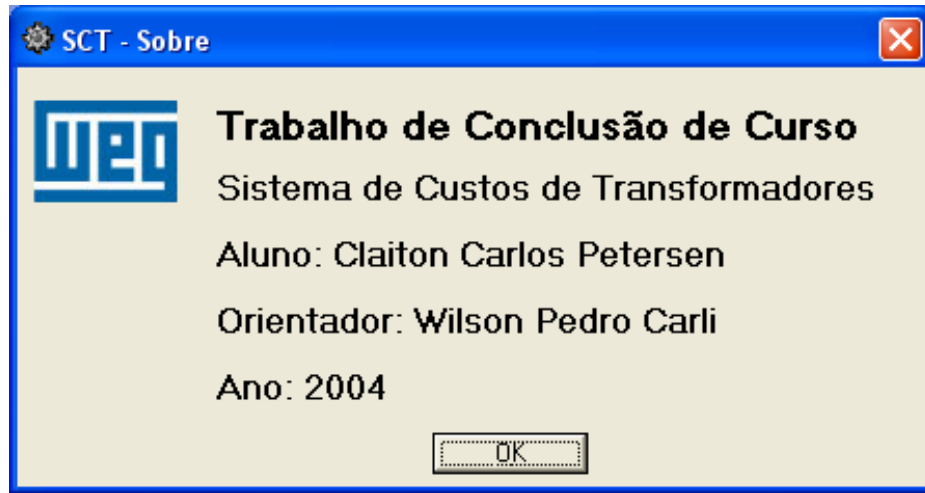 SCT - Sobre
weg
Trabalho de Conclusão de Curso
Sistema de Custos de Transformadores
Aluno: Claiton Carlos Petersen
Orientador: Wilson Pedro Carli
Ano: 2004
OK